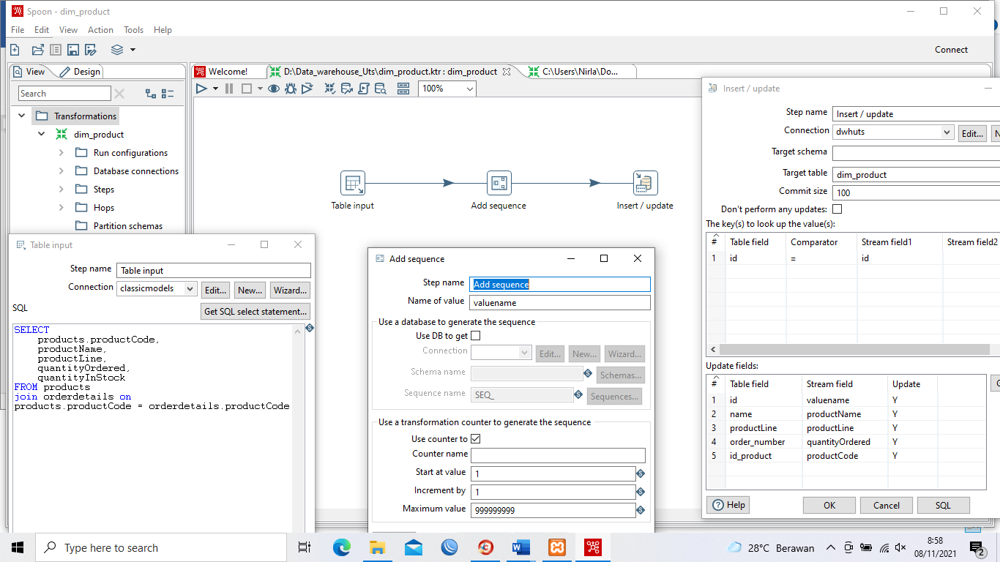 Spoon - dim_product
File Edit View Action Tools Help
Connect
View Design
Search
Transformations
dim_product
Run configurations
Database connections
Steps
Hops
Partition schemas
Welcome! D:\Data_warehouse_Uts\dim_product.ktr : dim_product C:\Users\Nirla\Do...
100%
Table input Add sequence Insert / update
Table input
Step name Table input
Connection classicmodels Edit... New... Wizard...
SQL Get SQL select statement...
SELECT
products.productCode,
productName,
productLine,
quantityOrdered,
quantityInStock
FROM products
join orderdetails on
products.productCode = orderdetails.productCode
Add sequence
Step name Add sequence
Name of value valuename
Use a database to generate the sequence
Use DB to get
Connection Edit... New... Wizard...
Schema name Schemas...
Sequence name SEQ_ Sequences...
Use a transformation counter to generate the sequence
Use counter to
Counter name
Start at value 1
Increment by 1
Maximum value 999999999
Insert / update
Step name Insert / update
Connection dwhuts Edit... N
Target schema
Target table dim_product
Commit size 100
Don't perform any updates:
The key(s) to look up the value(s):
# Table field Comparator Stream field1 Stream field2
1 id = id
Update fields:
# Table field Stream field Update
1 id valuename Y
2 name productName Y
3 productLine productLine Y
4 order_number quantityOrdered Y
5 id_product productCode Y
Help OK Cancel SQL
Type here to search
28°C Berawan
8:58
08/11/2021
2